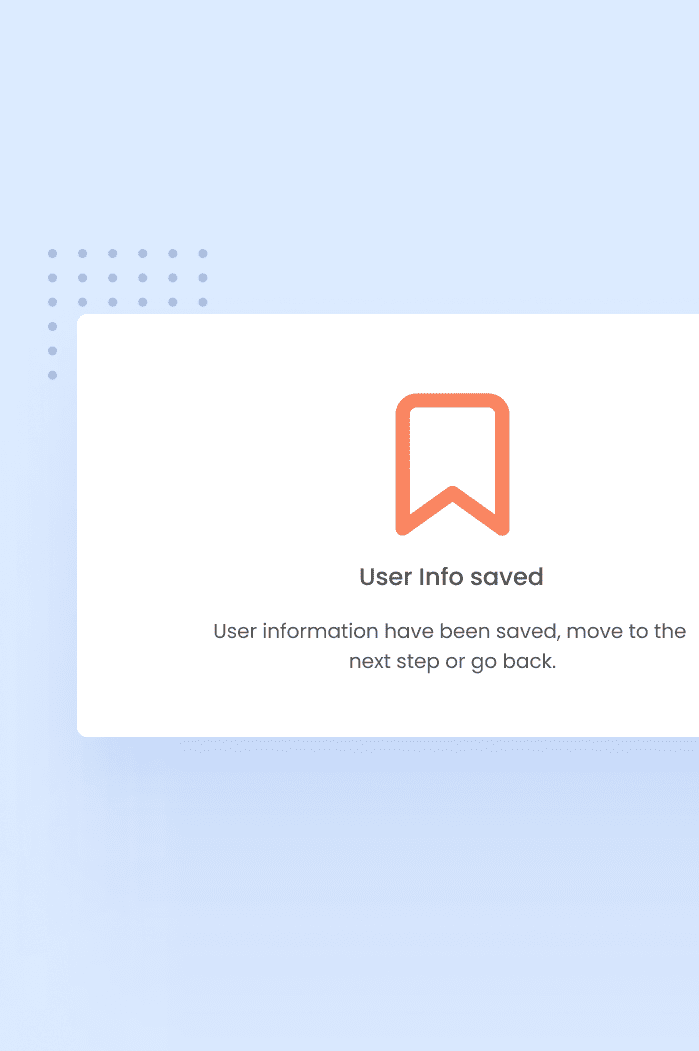 User Info saved
User information have been saved, move to the
next step or go back.